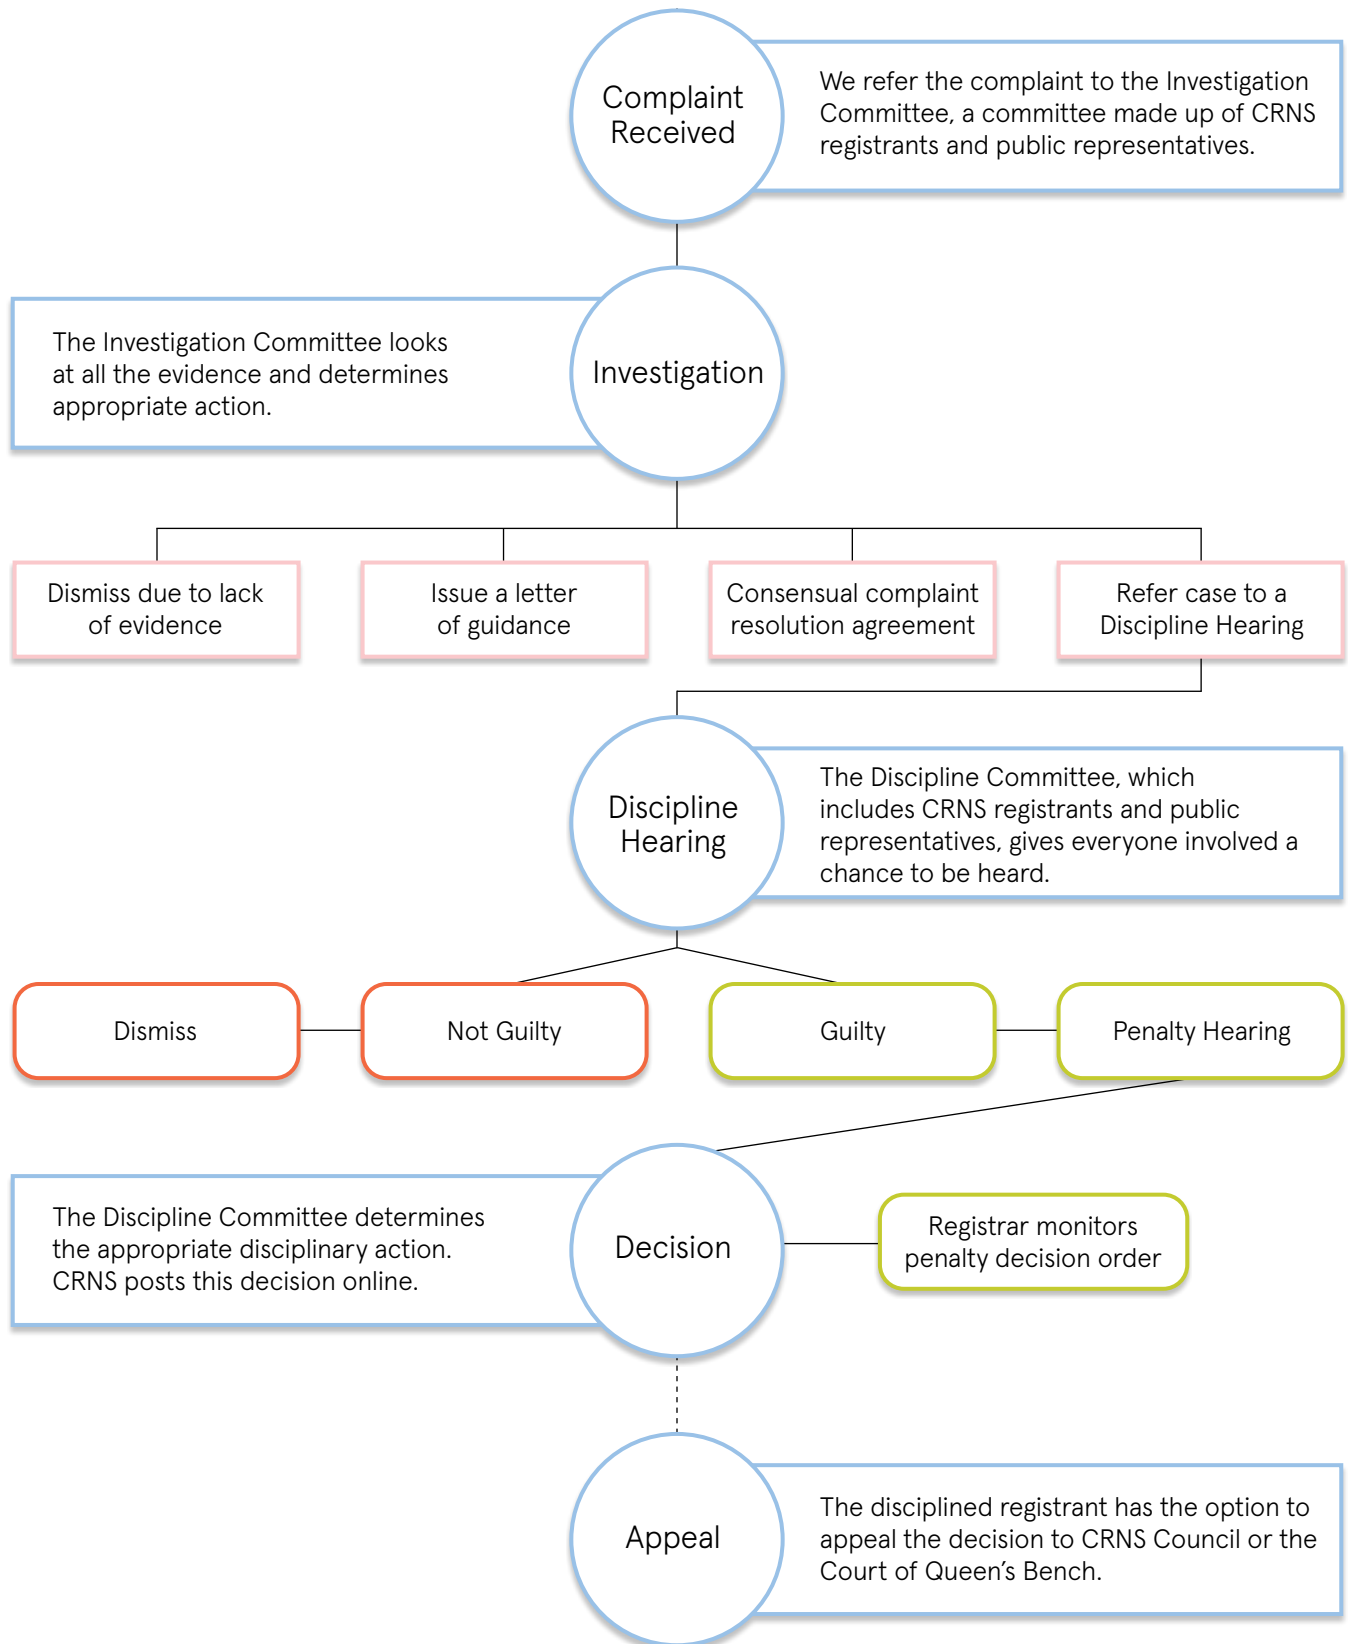 Complaint
Received
We refer the complaint to the Investigation
Committee, a committee made up of CRNS
registrants and public representatives.
The Investigation Committee looks
at all the evidence and determines
appropriate action.
Investigation
Dismiss due to lack
of evidence
Issue a letter
of guidance
Consensual complaint
resolution agreement
Refer case to a
Discipline Hearing
Discipline
Hearing
The Discipline Committee, which
includes CRNS registrants and public
representatives, gives everyone involved a
chance to be heard.
Dismiss
Not Guilty
Guilty
Penalty Hearing
The Discipline Committee determines
the appropriate disciplinary action.
CRNS posts this decision online.
Decision
Registrar monitors
penalty decision order
Appeal
The disciplined registrant has the option to
appeal the decision to CRNS Council or the
Court of Queen's Bench.